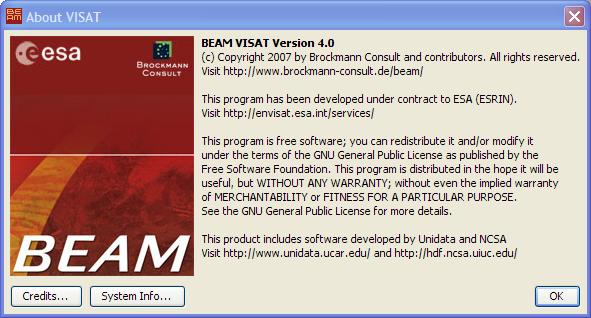 BEAM
About VISAT
esa
BROCKMANN
CONSULT
BEAM
BEAM VISAT Version 4.0
(c) Copyright 2007 by Brockmann Consult and contributors. All rights reserved.
Visit http://www.brockmann-consult.de/beam/
This program has been developed under contract to ESA (ESRIN).
Visit http://envisat.esa.int/services/
This program is free software; you can redistribute it and/or modify it
under the terms of the GNU General Public License as published by the
Free Software Foundation. This program is distributed in the hope it will be
useful, but WITHOUT ANY WARRANTY; without even the implied warranty
of MERCHANTABILITY or FITNESS FOR A PARTICULAR PURPOSE.
See the GNU General Public License for more details.
This product includes software developed by Unidata and NCSA
Visit http://www.unidata.ucar.edu/ and http://hdf.ncsa.uiuc.edu/
Credits...
System Info...
OK